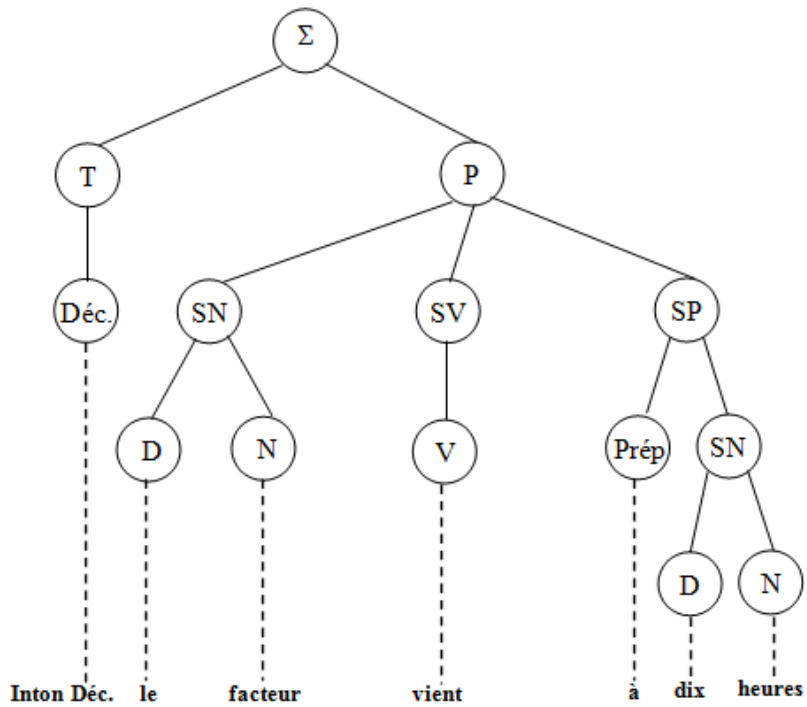 Σ
T P
Déc. SN SV SP
D N V Prép SN
D N
Inton Déc. le facteur vient à dix heures